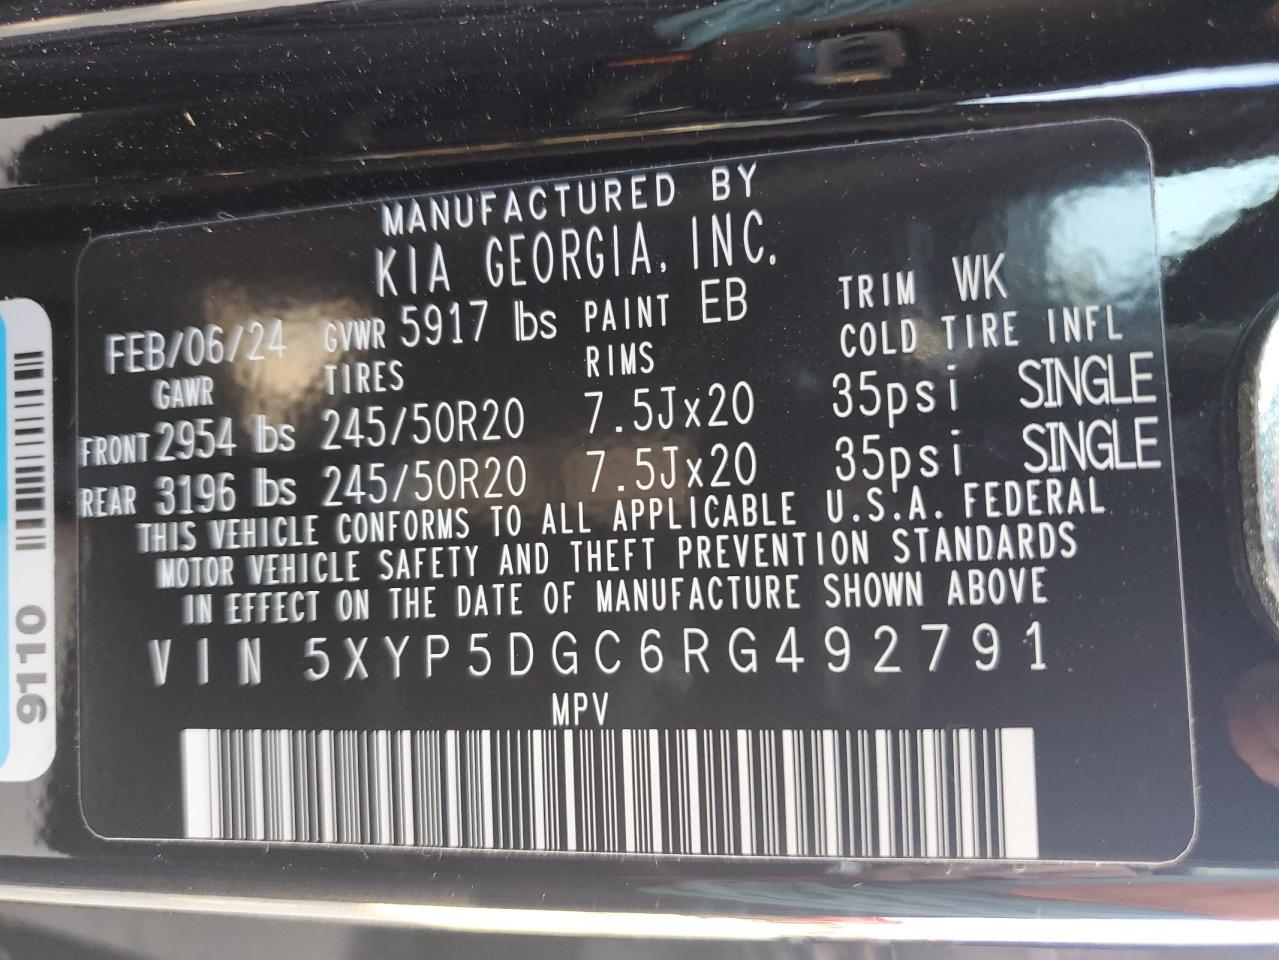 MANUFACTURED BY
KIA GEORGIA, INC.
FEB/06/24 GVWR 5917 lbs PAINT EB TRIM WK
GAWR TIRES RIMS COLD TIRE INFL
FRONT 2954 lbs 245/50R20 7.5Jx20 35psi SINGLE
REAR 3196 lbs 245/50R20 7.5Jx20 35psi SINGLE
THIS VEHICLE CONFORMS TO ALL APPLICABLE U.S.A. FEDERAL
MOTOR VEHICLE SAFETY AND THEFT PREVENTION STANDARDS
IN EFFECT ON THE DATE OF MANUFACTURE SHOWN ABOVE
VIN 5XYP5DGC6RG492791
MPV
9110